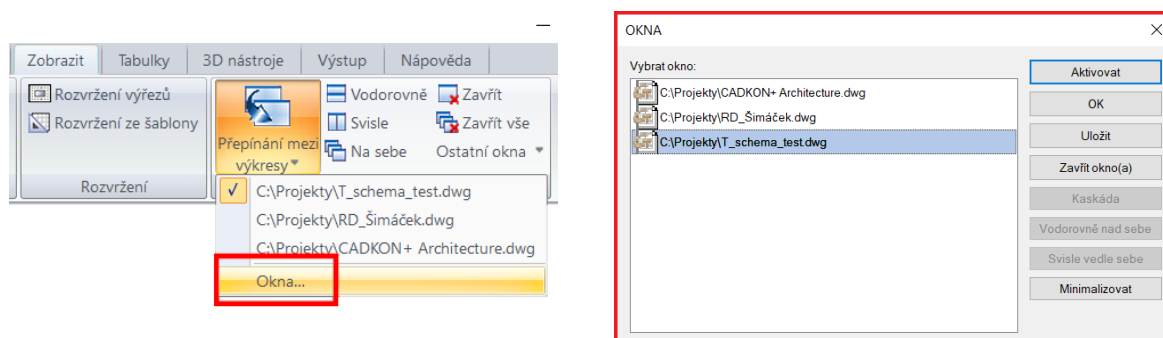 Zobrazit Tabulky 3D nástroje Výstup Nápověda
Rozvržení výřezů
Rozvržení ze šablony
Rozvržení
Přepínání mezi
výkresy
Vodorovně
Svisle
Na sebe
Zavřít
Zavřít vše
Ostatní okna
C:\Projekty\T_schema_test.dwg
C:\Projekty\RD_Šimáček.dwg
C:\Projekty\CADKON+ Architecture.dwg
Okna...
OKNA
Vybrat okno:
C:\Projekty\CADKON+ Architecture.dwg
C:\Projekty\RD_Šimáček.dwg
C:\Projekty\T_schema_test.dwg
Aktivovat
OK
Uložit
Zavřít okno(a)
Kaskáda
Vodorovně nad sebe
Svisle vedle sebe
Minimalizovat